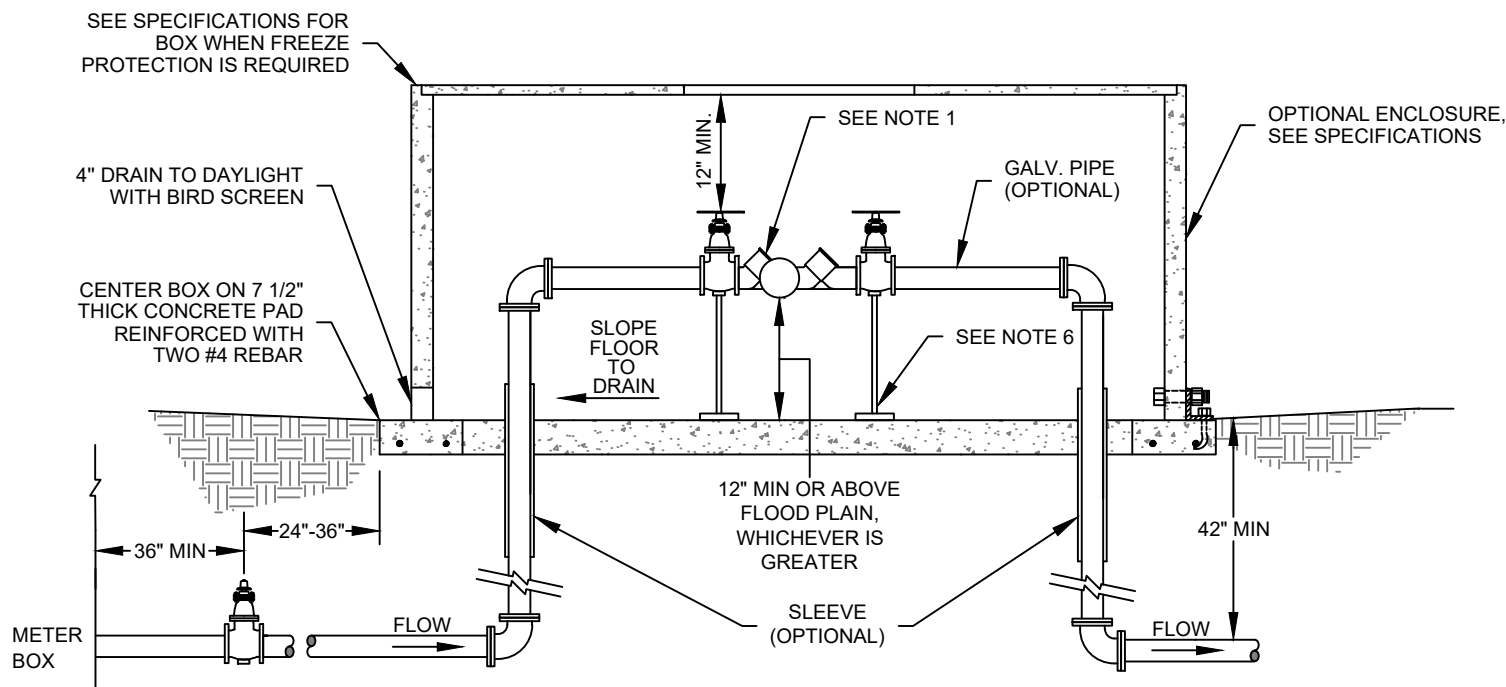 SEE SPECIFICATIONS FOR
BOX WHEN FREEZE
PROTECTION IS REQUIRED
12" MIN.
SEE NOTE 1
OPTIONAL ENCLOSURE,
SEE SPECIFICATIONS
4" DRAIN TO DAYLIGHT
WITH BIRD SCREEN
GALV. PIPE
(OPTIONAL)
CENTER BOX ON 7 1/2"
THICK CONCRETE PAD
REINFORCED WITH
TWO #4 REBAR
SLOPE
FLOOR
TO
DRAIN
SEE NOTE 6
12" MIN OR ABOVE
FLOOD PLAIN,
WHICHEVER IS
GREATER
24"-36"
36" MIN
42" MIN
SLEEVE
(OPTIONAL)
METER
BOX
FLOW
FLOW